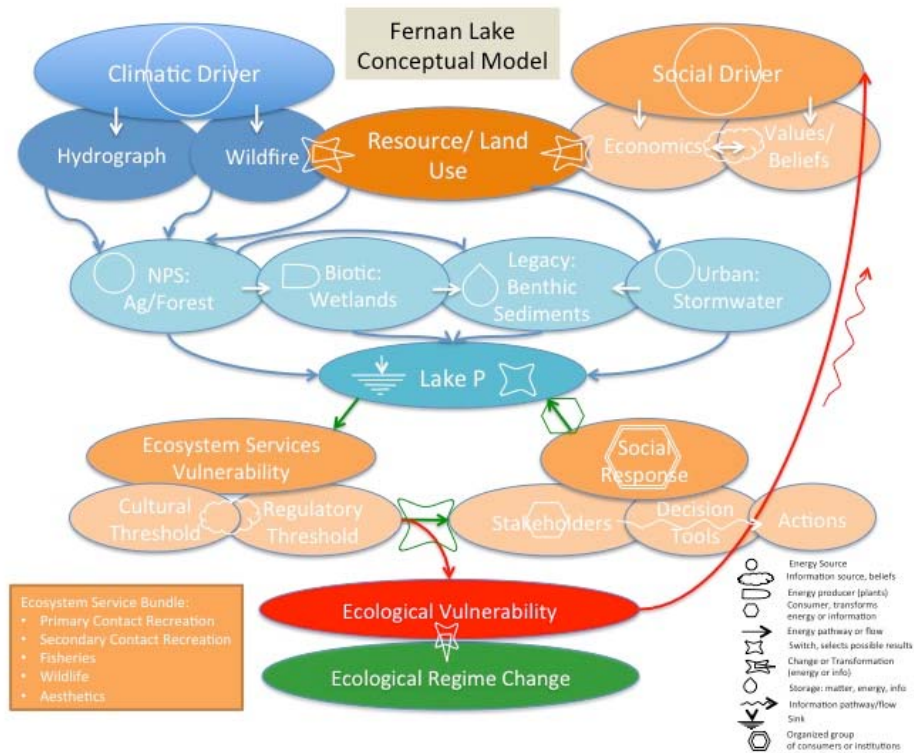 Fernan Lake
Conceptual Model
Climatic Driver
Social Driver
Hydrograph
Wildfire
Resource/ Land
Use
Economics
Values/
Beliefs
NPS:
Ag/Forest
Biotic:
Wetlands
Legacy:
Benthic
Sediments
Urban:
Stormwater
Lake P
Ecosystem Services
Vulnerability
Social
Response
Cultural
Threshold
Regulatory
Threshold
Stakeholders
Decision
Tools
Actions
Ecological Vulnerability
Ecological Regime Change
Ecosystem Service Bundle:
• Primary Contact Recreation
• Secondary Contact Recreation
• Fisheries
• Wildlife
• Aesthetics
Energy Source
Information source, beliefs
Energy producer (plants)
Consumer, transforms
energy or information
Energy pathway or flow
Switch, selects possible results
Change or Transformation
(energy or info)
Storage: matter, energy, info
Information pathway/flow
Sink
Organized group
of consumers or institutions